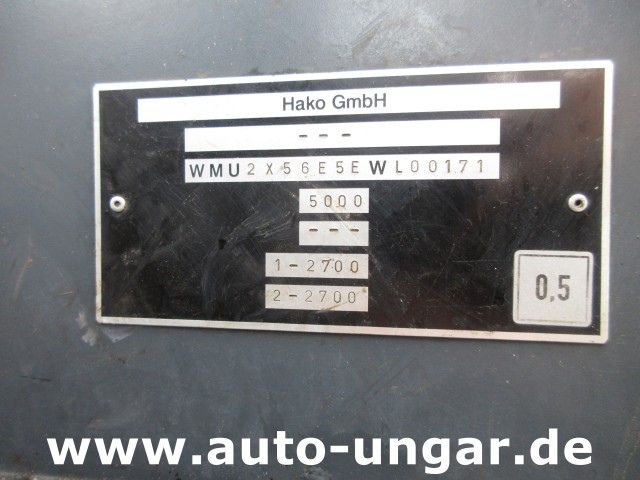 Hako GmbH
- - -
WMU2X56E5EWL00171
5000
- - -
1-2700
2-2700
0,5
www.auto-ungar.de